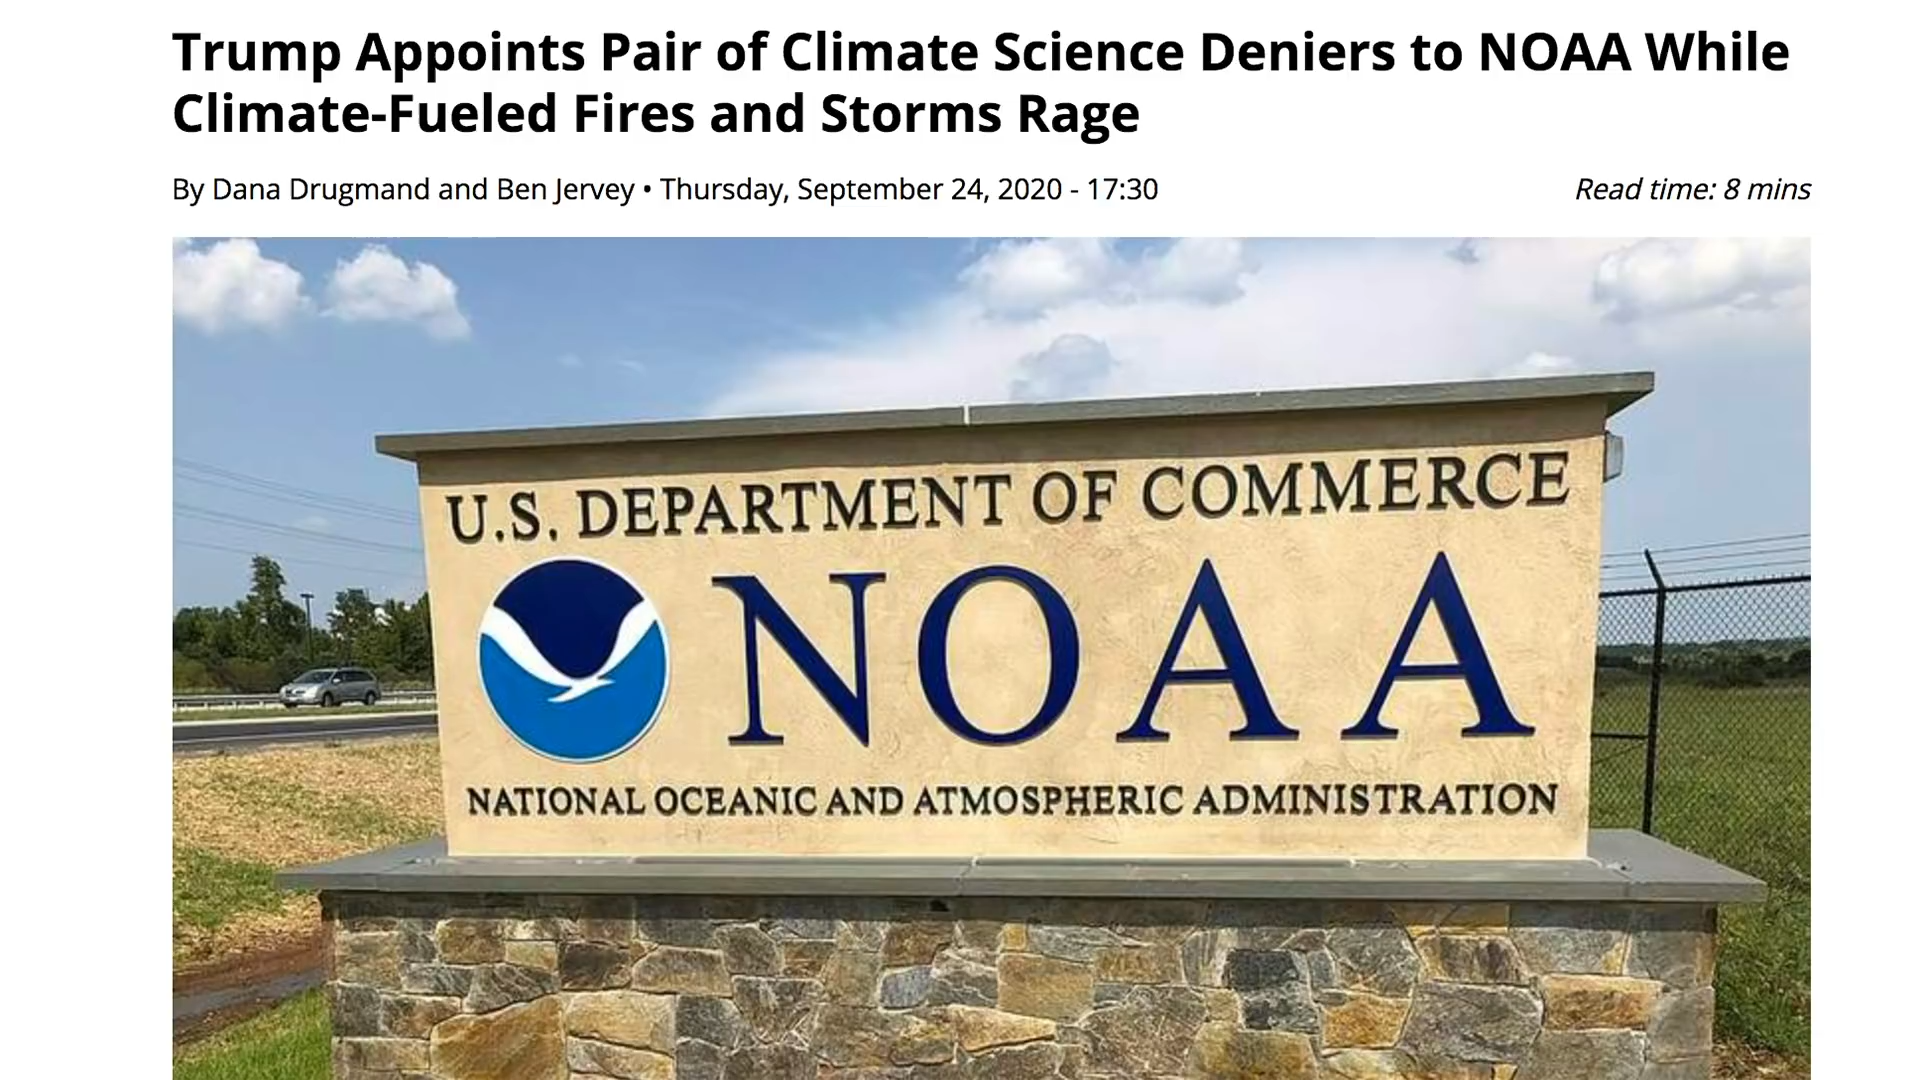 Trump Appoints Pair of Climate Science Deniers to NOAA While
Climate-Fueled Fires and Storms Rage
By Dana Drugmand and Ben Jervey • Thursday, September 24, 2020 - 17:30
Read time: 8 mins
U.S. DEPARTMENT OF COMMERCE
NOAA
NATIONAL OCEANIC AND ATMOSPHERIC ADMINISTRATION